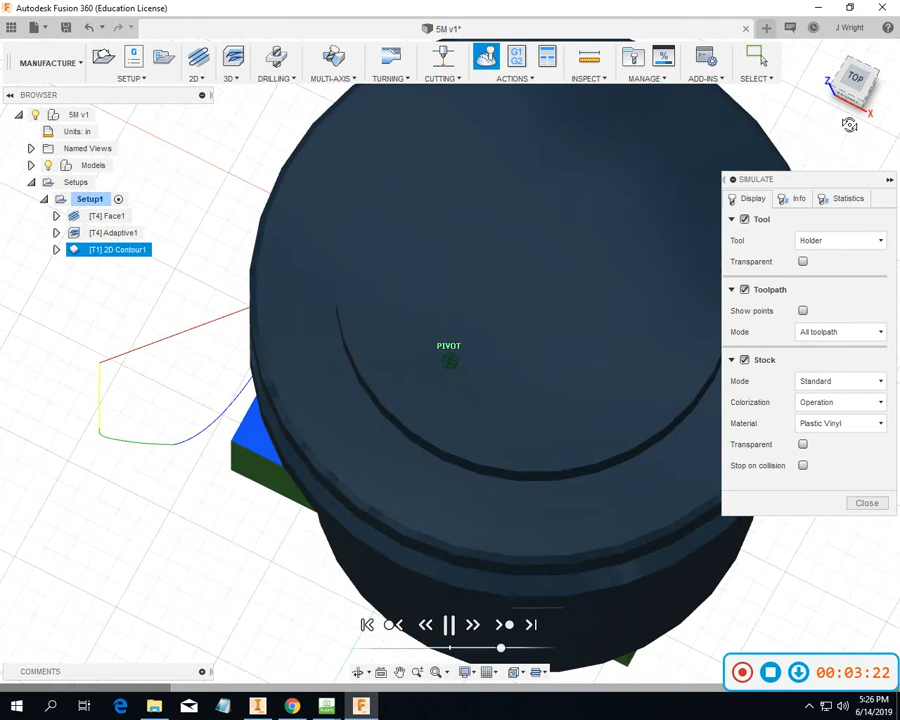 Autodesk Fusion 360 (Education License)
5M v1*
J Wright
MANUFACTURE
SETUP
2D
3D
DRILLING
MULTI-AXIS
TURNING
CUTTING
G1
G2
ACTIONS
INSPECT
MANAGE
ADD-INS
SELECT
BROWSER
5M v1
Units: in
Named Views
Models
Setups
Setup1
[T4] Face1
[T4] Adaptive1
[T1] 2D Contour1
TOP
Z
X
PIVOT
SIMULATE
Display
Info
Statistics
Tool
Tool Holder
Transparent
Toolpath
Show points
Mode All toolpath
Stock
Mode Standard
Colorization Operation
Material Plastic Vinyl
Transparent
Stop on collision
Close
COMMENTS
00:03:22
5:26 PM
6/14/2019